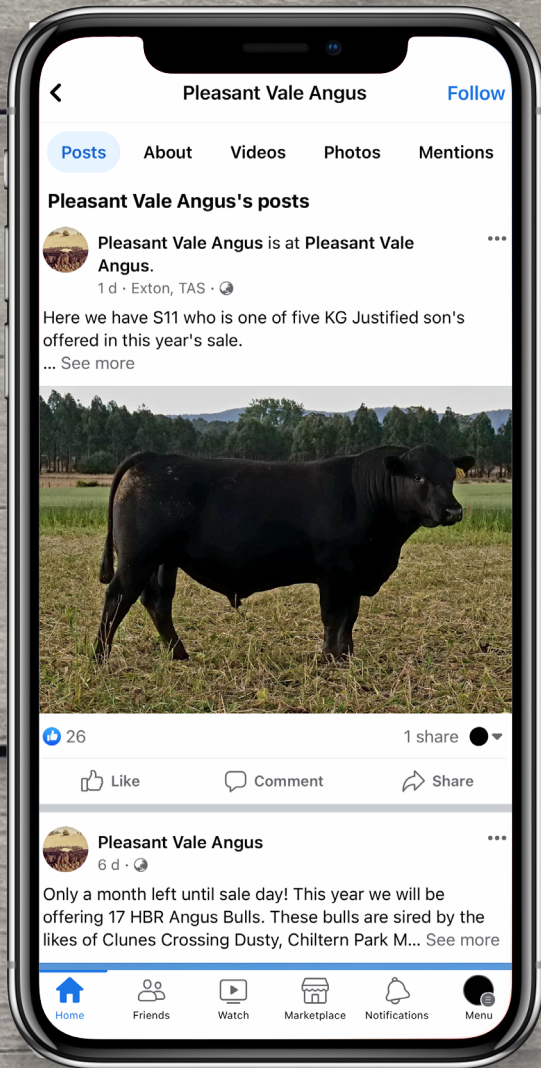 Pleasant Vale Angus
Follow
Posts
About
Videos
Photos
Mentions
Pleasant Vale Angus's posts
Pleasant Vale Angus is at Pleasant Vale
Angus.
1 d · Exton, TAS ·
Here we have S11 who is one of five KG Justified son's
offered in this year's sale.
... See more
26
1 share
Like
Comment
Share
Pleasant Vale Angus
6 d ·
Only a month left until sale day! This year we will be
offering 17 HBR Angus Bulls. These bulls are sired by the
likes of Clunes Crossing Dusty, Chiltern Park M... See more
Home
Friends
Watch
Marketplace
Notifications
Menu